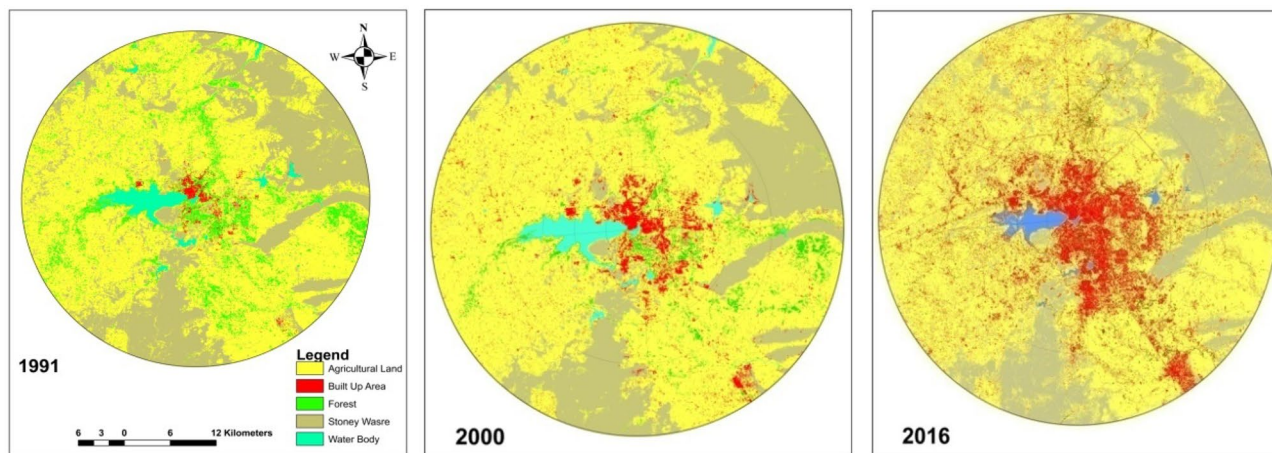 N
W E
S
1991
Legend
Agricultural Land
Built Up Area
Forest
Stoney Wasre
Water Body
6 3 0 6 12 Kilometers
2000
2016